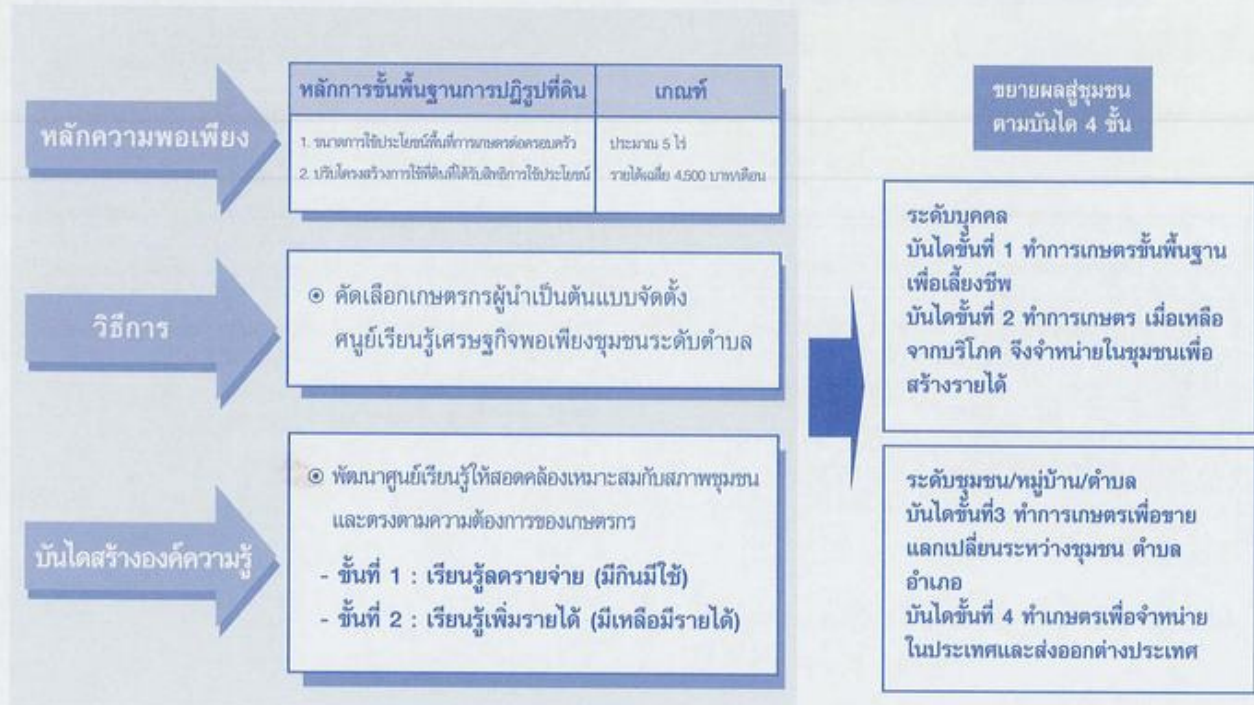 หลักความพอเพียง
หลักการขั้นพื้นฐานการปฎิรูปที่ดิน
เกณฑ์
1. ขนาดการใช้ประโยชน์พื้นที่การเกษตรต่อครอบครัว
ประมาณ 5 ไร่
2. ปรับโครงสร้างการใช้ที่ดินที่ได้รับสิทธิการใช้ประโยชน์
รายได้เฉลี่ย 4,500 บาท/เดือน
วิธีการ
⦿ คัดเลือกเกษตรกรผู้นำเป็นต้นแบบจัดตั้ง
ศนูย์เรียนรู้เศรษฐกิจพอเพียงชุมชนระดับตำบล
บันไดสร้างองค์ความรู้
⦿ พัฒนาศูนย์เรียนรู้ให้สอดคล้องเหมาะสมกับสภาพชุมชน
และตรงตามความต้องการของเกษตรกร
- ขั้นที่ 1 : เรียนรู้ลดรายจ่าย (มีกินมีใช้)
- ขั้นที่ 2 : เรียนรู้เพิ่มรายได้ (มีเหลือมีรายได้)
ขยายผลสู่ชุมชน
ตามบันได 4 ขั้น
ระดับบุคคล
บันไดขั้นที่ 1 ทำการเกษตรขั้นพื้นฐาน
เพื่อเลี้ยงชีพ
บันไดขั้นที่ 2 ทำการเกษตร เมื่อเหลือ
จากบริโภค จึงจำหน่ายในชุมชนเพื่อ
สร้างรายได้
ระดับชุมชน/หมู่บ้าน/ตำบล
บันไดขั้นที่3 ทำการเกษตรเพื่อขาย
แลกเปลี่ยนระหว่างชุมชน ตำบล
อำเภอ
บันไดขั้นที่ 4 ทำเกษตรเพื่อจำหน่าย
ในประเทศและส่งออกต่างประเทศ